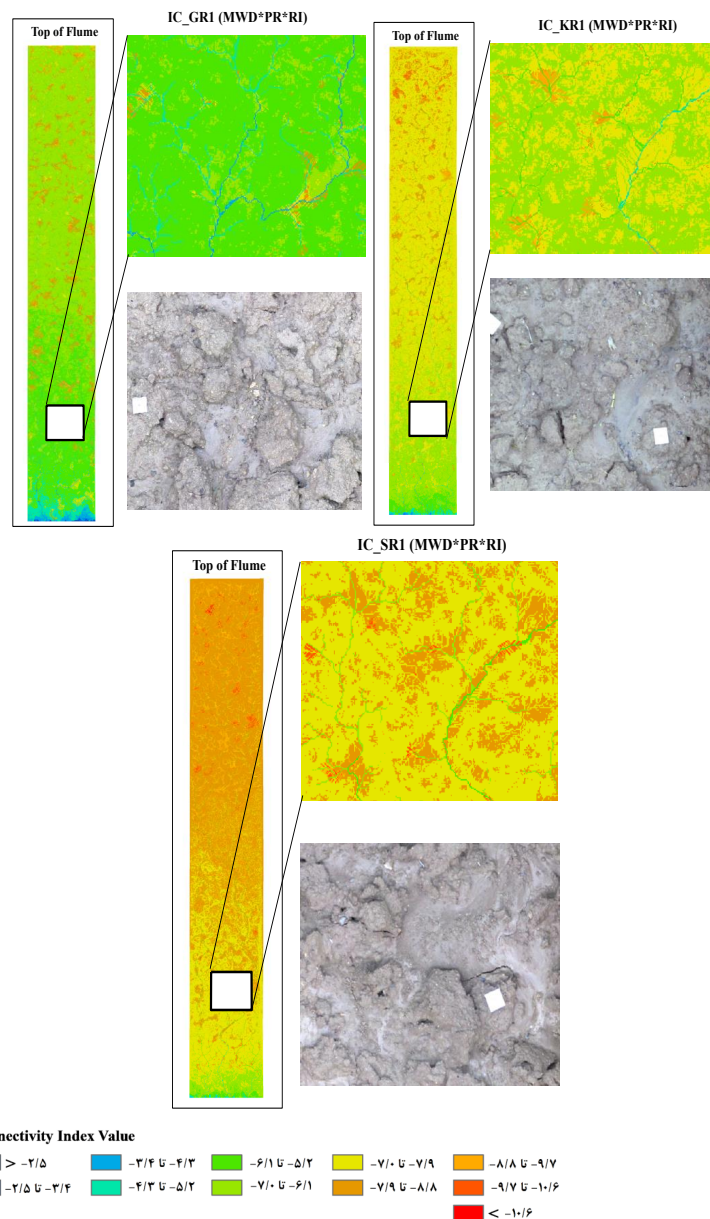 IC_GR1 (MWD*PR*RI)
Top of Flume
IC_KR1 (MWD*PR*RI)
Top of Flume
IC_SR1 (MWD*PR*RI)
Top of Flume
nectivity Index Value
> -۲/۵
-۲/۵ تا -۳/۴
-۳/۴ تا -۴/۳
-۴/۳ تا -۵/۲
-۶/۱ تا -۵/۲
-۷/۰ تا -۶/۱
-۷/۰ تا -۷/۹
-۷/۹ تا -۸/۸
-۸/۸ تا -۹/۷
-۹/۷ تا -۱۰/۶
< -۱۰/۶